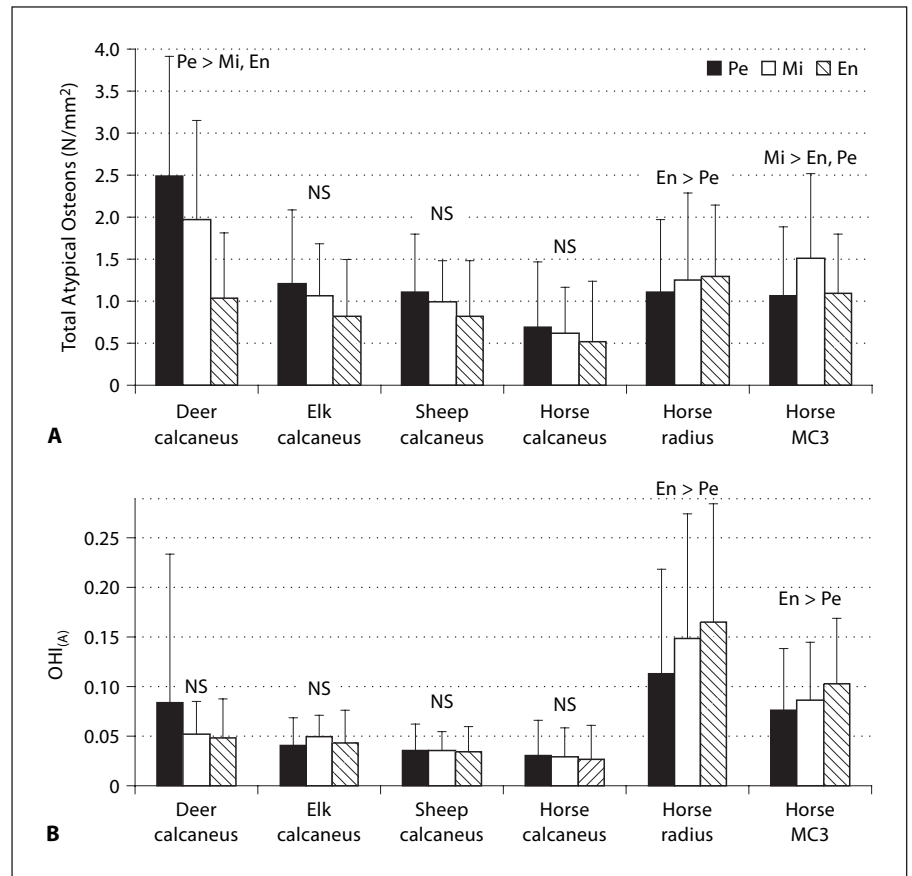 4.0
3.5
3.0
2.5
2.0
1.5
1.0
0.5
0
Total Atypical Osteons (N/mm²)
Pe > Mi, En
NS
NS
NS
En > Pe
Mi > En, Pe
Pe Mi En
Deer calcaneus
Elk calcaneus
Sheep calcaneus
Horse calcaneus
Horse radius
Horse MC3
A
0.25
0.20
0.15
0.10
0.05
0
OHI(A)
NS
NS
NS
NS
En > Pe
En > Pe
Deer calcaneus
Elk calcaneus
Sheep calcaneus
Horse calcaneus
Horse radius
Horse MC3
B